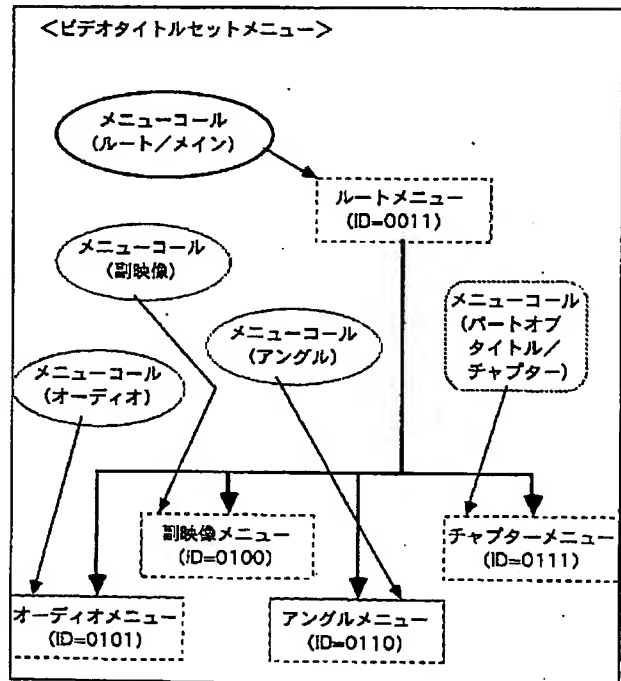 ＜ビデオタイトルセットメニュー＞
メニューコール
（ルート／メイン）
ルートメニュー
(ID=0011)
メニューコール
（副映像）
メニューコール
（アングル）
メニューコール
（パートオブ
タイトル／
チャプター）
メニューコール
（オーディオ）
副映像メニュー
(ID=0100)
チャプターメニュー
(ID=0111)
オーディオメニュー
(ID=0101)
アングルメニュー
(ID=0110)